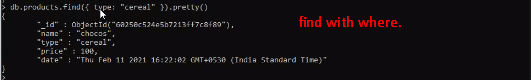 > db.products.find({ type: "cereal" }).pretty()
find with where.
{
"_id" : ObjectId("60250c524e5b7213ff7c8f89"),
"name" : "chocos",
"type" : "cereal",
"price" : 100,
"date" : "Thu Feb 11 2021 16:22:02 GMT+0530 (India Standard Time)"
}